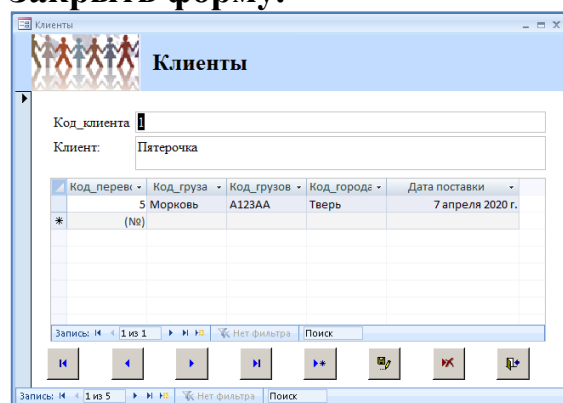 Закрыть форму.
Клиенты
Клиенты
Код_клиента 1
Клиент: Пятерочка
Код_перево Код_груза Код_грузов Код_города Дата поставки
5 Морковь А123АА Тверь 7 апреля 2020 г.
* (№)
Запись: 1 из 1 Нет фильтра Поиск
Запись: 1 из 5 Нет фильтра Поиск